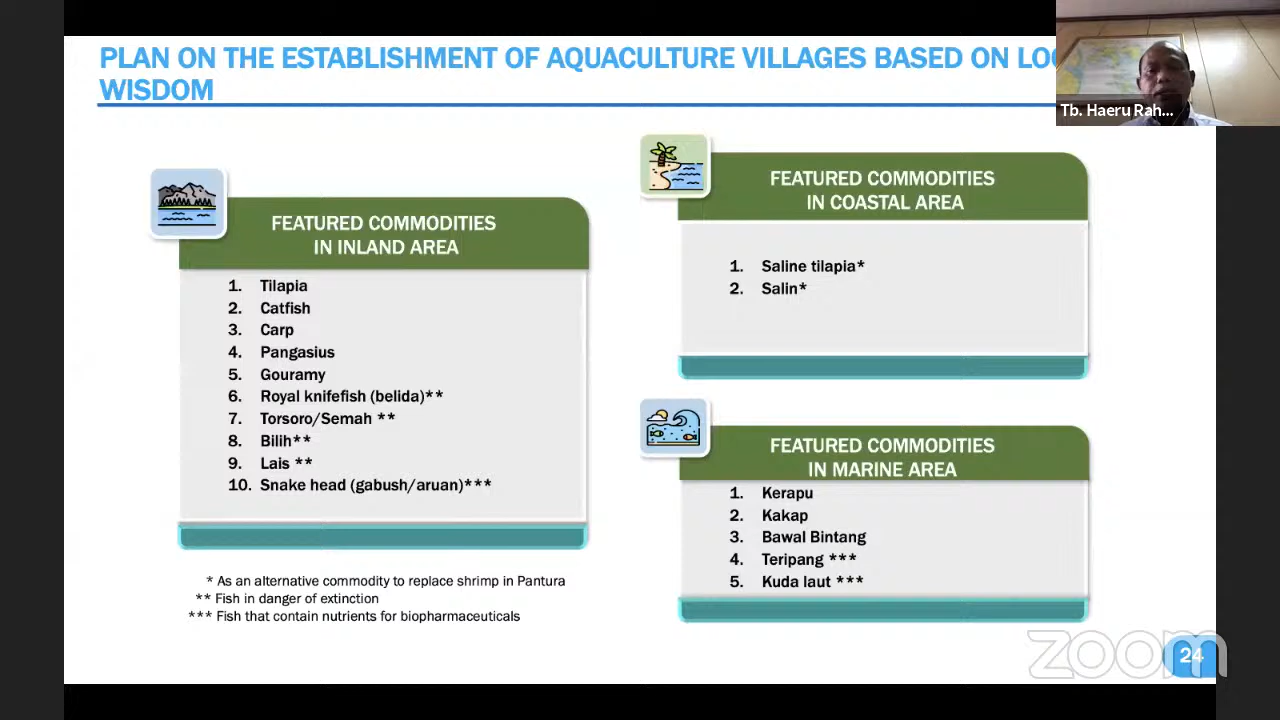 PLAN ON THE ESTABLISHMENT OF AQUACULTURE VILLAGES BASED ON
WISDOM
Tb. Haeru Rah...
FEATURED COMMODITIES
IN INLAND AREA
1. Tilapia
2. Catfish
3. Carp
4. Pangasius
5. Gouramy
6. Royal knifefish (belida)**
7. Torsoro/Semah **
8. Bilih**
9. Lais **
10. Snake head (gabush/aruan)***
* As an alternative commodity to replace shrimp in Pantura
** Fish in danger of extinction
*** Fish that contain nutrients for biopharmaceuticals
FEATURED COMMODITIES
IN COASTAL AREA
1. Saline tilapia*
2. Salin*
FEATURED COMMODITIES
IN MARINE AREA
1. Kerapu
2. Kakap
3. Bawal Bintang
4. Teripang ***
5. Kuda laut ***
zoom
24